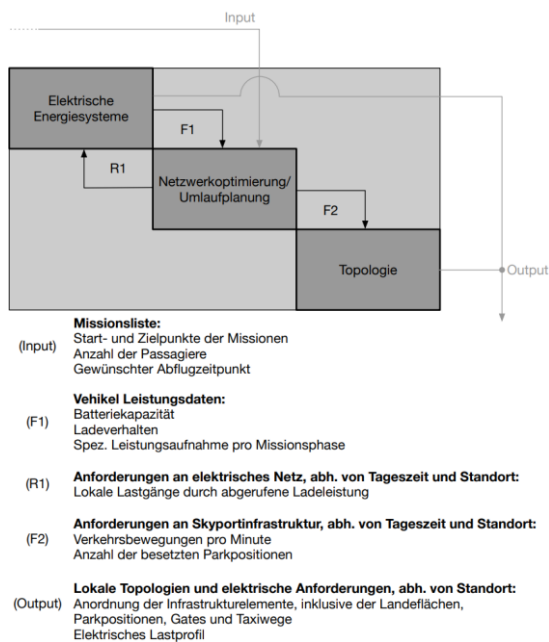 Input
Elektrische
Energiesysteme
F1
R1
Netzwerkoptimierung/
Umlaufplanung
F2
Topologie
Output
(Input)
Missionsliste:
Start- und Zielpunkte der Missionen
Anzahl der Passagiere
Gewünschter Abflugzeitpunkt
(F1)
Vehikel Leistungsdaten:
Batteriekapazität
Ladeverhalten
Spez. Leistungsaufnahme pro Missionsphase
(R1)
Anforderungen an elektrisches Netz, abh. von Tageszeit und Standort:
Lokale Lastgänge durch abgerufene Ladeleistung
(F2)
Anforderungen an Skyportinfrastruktur, abh. von Tageszeit und Standort:
Verkehrsbewegungen pro Minute
Anzahl der besetzten Parkpositionen
(Output)
Lokale Topologien und elektrische Anforderungen, abh. von Standort:
Anordnung der Infrastrukturelemente, inklusive der Landeflächen,
Parkpositionen, Gates und Taxiwege
Elektrisches Lastprofil